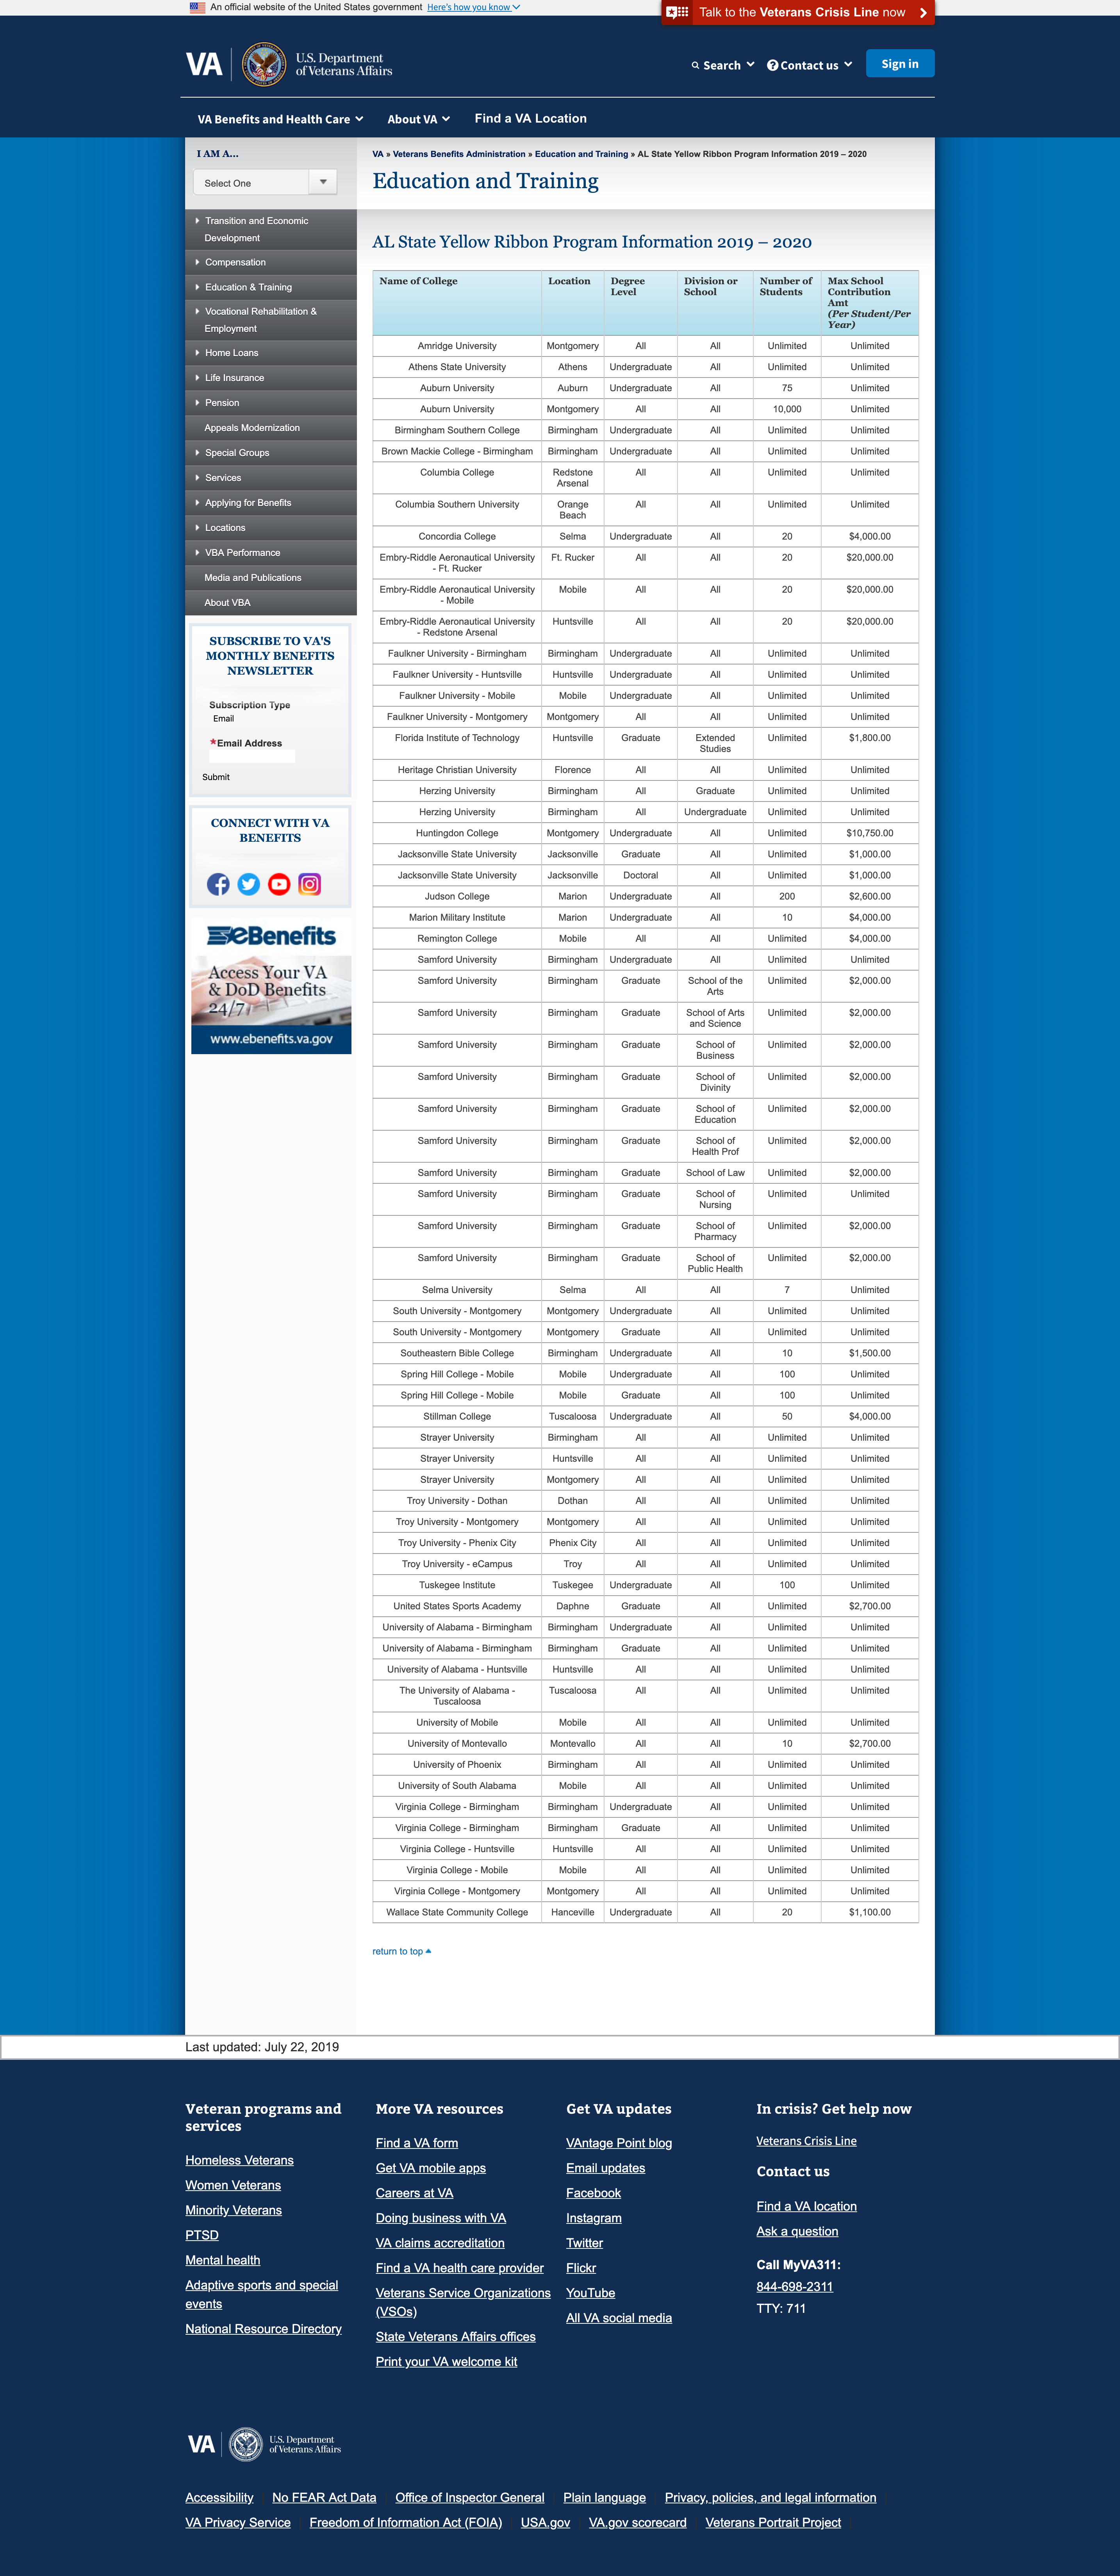 An official website of the United States government Here's how you know
Talk to the Veterans Crisis Line now
VA U.S. Department
of Veterans Affairs
Search Contact us Sign in
VA Benefits and Health Care About VA Find a VA Location
I AM A...
Select One
Transition and Economic
Development
Compensation
Education & Training
Vocational Rehabilitation &
Employment
Home Loans
Life Insurance
Pension
Appeals Modernization
Special Groups
Services
Applying for Benefits
Locations
VBA Performance
Media and Publications
About VBA
SUBSCRIBE TO VA'S
MONTHLY BENEFITS
NEWSLETTER
Subscription Type
Email
*Email Address
Submit
CONNECT WITH VA
BENEFITS
eBenefits
Access Your VA
& DoD Benefits
24/7
www.ebenefits.va.gov
VA » Veterans Benefits Administration » Education and Training » AL State Yellow Ribbon Program Information 2019 – 2020
Education and Training
AL State Yellow Ribbon Program Information 2019 – 2020
Name of College Location Degree Level Division or School Number of Students Max School Contribution Amt (Per Student/Per Year)
Amridge University Montgomery All All Unlimited Unlimited
Athens State University Athens Undergraduate All Unlimited Unlimited
Auburn University Auburn Undergraduate All 75 Unlimited
Auburn University Montgomery All All 10,000 Unlimited
Birmingham Southern College Birmingham Undergraduate All Unlimited Unlimited
Brown Mackie College - Birmingham Birmingham Undergraduate All Unlimited Unlimited
Columbia College Redstone Arsenal All All Unlimited Unlimited
Columbia Southern University Orange Beach All All Unlimited Unlimited
Concordia College Selma Undergraduate All 20 $4,000.00
Embry-Riddle Aeronautical University - Ft. Rucker Ft. Rucker All All 20 $20,000.00
Embry-Riddle Aeronautical University - Mobile Mobile All All 20 $20,000.00
Embry-Riddle Aeronautical University - Redstone Arsenal Huntsville All All 20 $20,000.00
Faulkner University - Birmingham Birmingham Undergraduate All Unlimited Unlimited
Faulkner University - Huntsville Huntsville Undergraduate All Unlimited Unlimited
Faulkner University - Mobile Mobile Undergraduate All Unlimited Unlimited
Faulkner University - Montgomery Montgomery All All Unlimited Unlimited
Florida Institute of Technology Huntsville Graduate Extended Studies Unlimited $1,800.00
Heritage Christian University Florence All All Unlimited Unlimited
Herzing University Birmingham All Graduate Unlimited Unlimited
Herzing University Birmingham All Undergraduate Unlimited Unlimited
Huntingdon College Montgomery Undergraduate All Unlimited $10,750.00
Jacksonville State University Jacksonville Graduate All Unlimited $1,000.00
Jacksonville State University Jacksonville Doctoral All Unlimited $1,000.00
Judson College Marion Undergraduate All 200 $2,600.00
Marion Military Institute Marion Undergraduate All 10 $4,000.00
Remington College Mobile All All Unlimited $4,000.00
Samford University Birmingham Undergraduate All Unlimited Unlimited
Samford University Birmingham Graduate School of the Arts Unlimited $2,000.00
Samford University Birmingham Graduate School of Arts and Science Unlimited $2,000.00
Samford University Birmingham Graduate School of Business Unlimited $2,000.00
Samford University Birmingham Graduate School of Divinity Unlimited $2,000.00
Samford University Birmingham Graduate School of Education Unlimited $2,000.00
Samford University Birmingham Graduate School of Health Prof Unlimited $2,000.00
Samford University Birmingham Graduate School of Law Unlimited $2,000.00
Samford University Birmingham Graduate School of Nursing Unlimited Unlimited
Samford University Birmingham Graduate School of Pharmacy Unlimited $2,000.00
Samford University Birmingham Graduate School of Public Health Unlimited $2,000.00
Selma University Selma All All 7 Unlimited
South University - Montgomery Montgomery Undergraduate All Unlimited Unlimited
South University - Montgomery Montgomery Graduate All Unlimited Unlimited
Southeastern Bible College Birmingham Undergraduate All 10 $1,500.00
Spring Hill College - Mobile Mobile Undergraduate All 100 Unlimited
Spring Hill College - Mobile Mobile Graduate All 100 Unlimited
Stillman College Tuscaloosa Undergraduate All 50 $4,000.00
Strayer University Birmingham All All Unlimited Unlimited
Strayer University Huntsville All All Unlimited Unlimited
Strayer University Montgomery All All Unlimited Unlimited
Troy University - Dothan Dothan All All Unlimited Unlimited
Troy University - Montgomery Montgomery All All Unlimited Unlimited
Troy University - Phenix City Phenix City All All Unlimited Unlimited
Troy University - eCampus Troy All All Unlimited Unlimited
Tuskegee Institute Tuskegee Undergraduate All 100 Unlimited
United States Sports Academy Daphne Graduate All Unlimited $2,700.00
University of Alabama - Birmingham Birmingham Undergraduate All Unlimited Unlimited
University of Alabama - Birmingham Birmingham Graduate All Unlimited Unlimited
University of Alabama - Huntsville Huntsville All All Unlimited Unlimited
The University of Alabama - Tuscaloosa Tuscaloosa All All Unlimited Unlimited
University of Mobile Mobile All All Unlimited Unlimited
University of Montevallo Montevallo All All 10 $2,700.00
University of Phoenix Birmingham All All Unlimited Unlimited
University of South Alabama Mobile All All Unlimited Unlimited
Virginia College - Birmingham Birmingham Undergraduate All Unlimited Unlimited
Virginia College - Birmingham Birmingham Graduate All Unlimited Unlimited
Virginia College - Huntsville Huntsville All All Unlimited Unlimited
Virginia College - Mobile Mobile All All Unlimited Unlimited
Virginia College - Montgomery Montgomery All All Unlimited Unlimited
Wallace State Community College Hanceville Undergraduate All 20 $1,100.00
return to top
Last updated: July 22, 2019
Veteran programs and
services
Homeless Veterans
Women Veterans
Minority Veterans
PTSD
Mental health
Adaptive sports and special
events
National Resource Directory
More VA resources
Find a VA form
Get VA mobile apps
Careers at VA
Doing business with VA
VA claims accreditation
Find a VA health care provider
Veterans Service Organizations
(VSOs)
State Veterans Affairs offices
Print your VA welcome kit
Get VA updates
VAntage Point blog
Email updates
Facebook
Instagram
Twitter
Flickr
YouTube
All VA social media
In crisis? Get help now
Veterans Crisis Line
Contact us
Find a VA location
Ask a question
Call MyVA311:
844-698-2311
TTY: 711
VA U.S. Department
of Veterans Affairs
Accessibility No FEAR Act Data Office of Inspector General Plain language Privacy, policies, and legal information
VA Privacy Service Freedom of Information Act (FOIA) USA.gov VA.gov scorecard Veterans Portrait Project